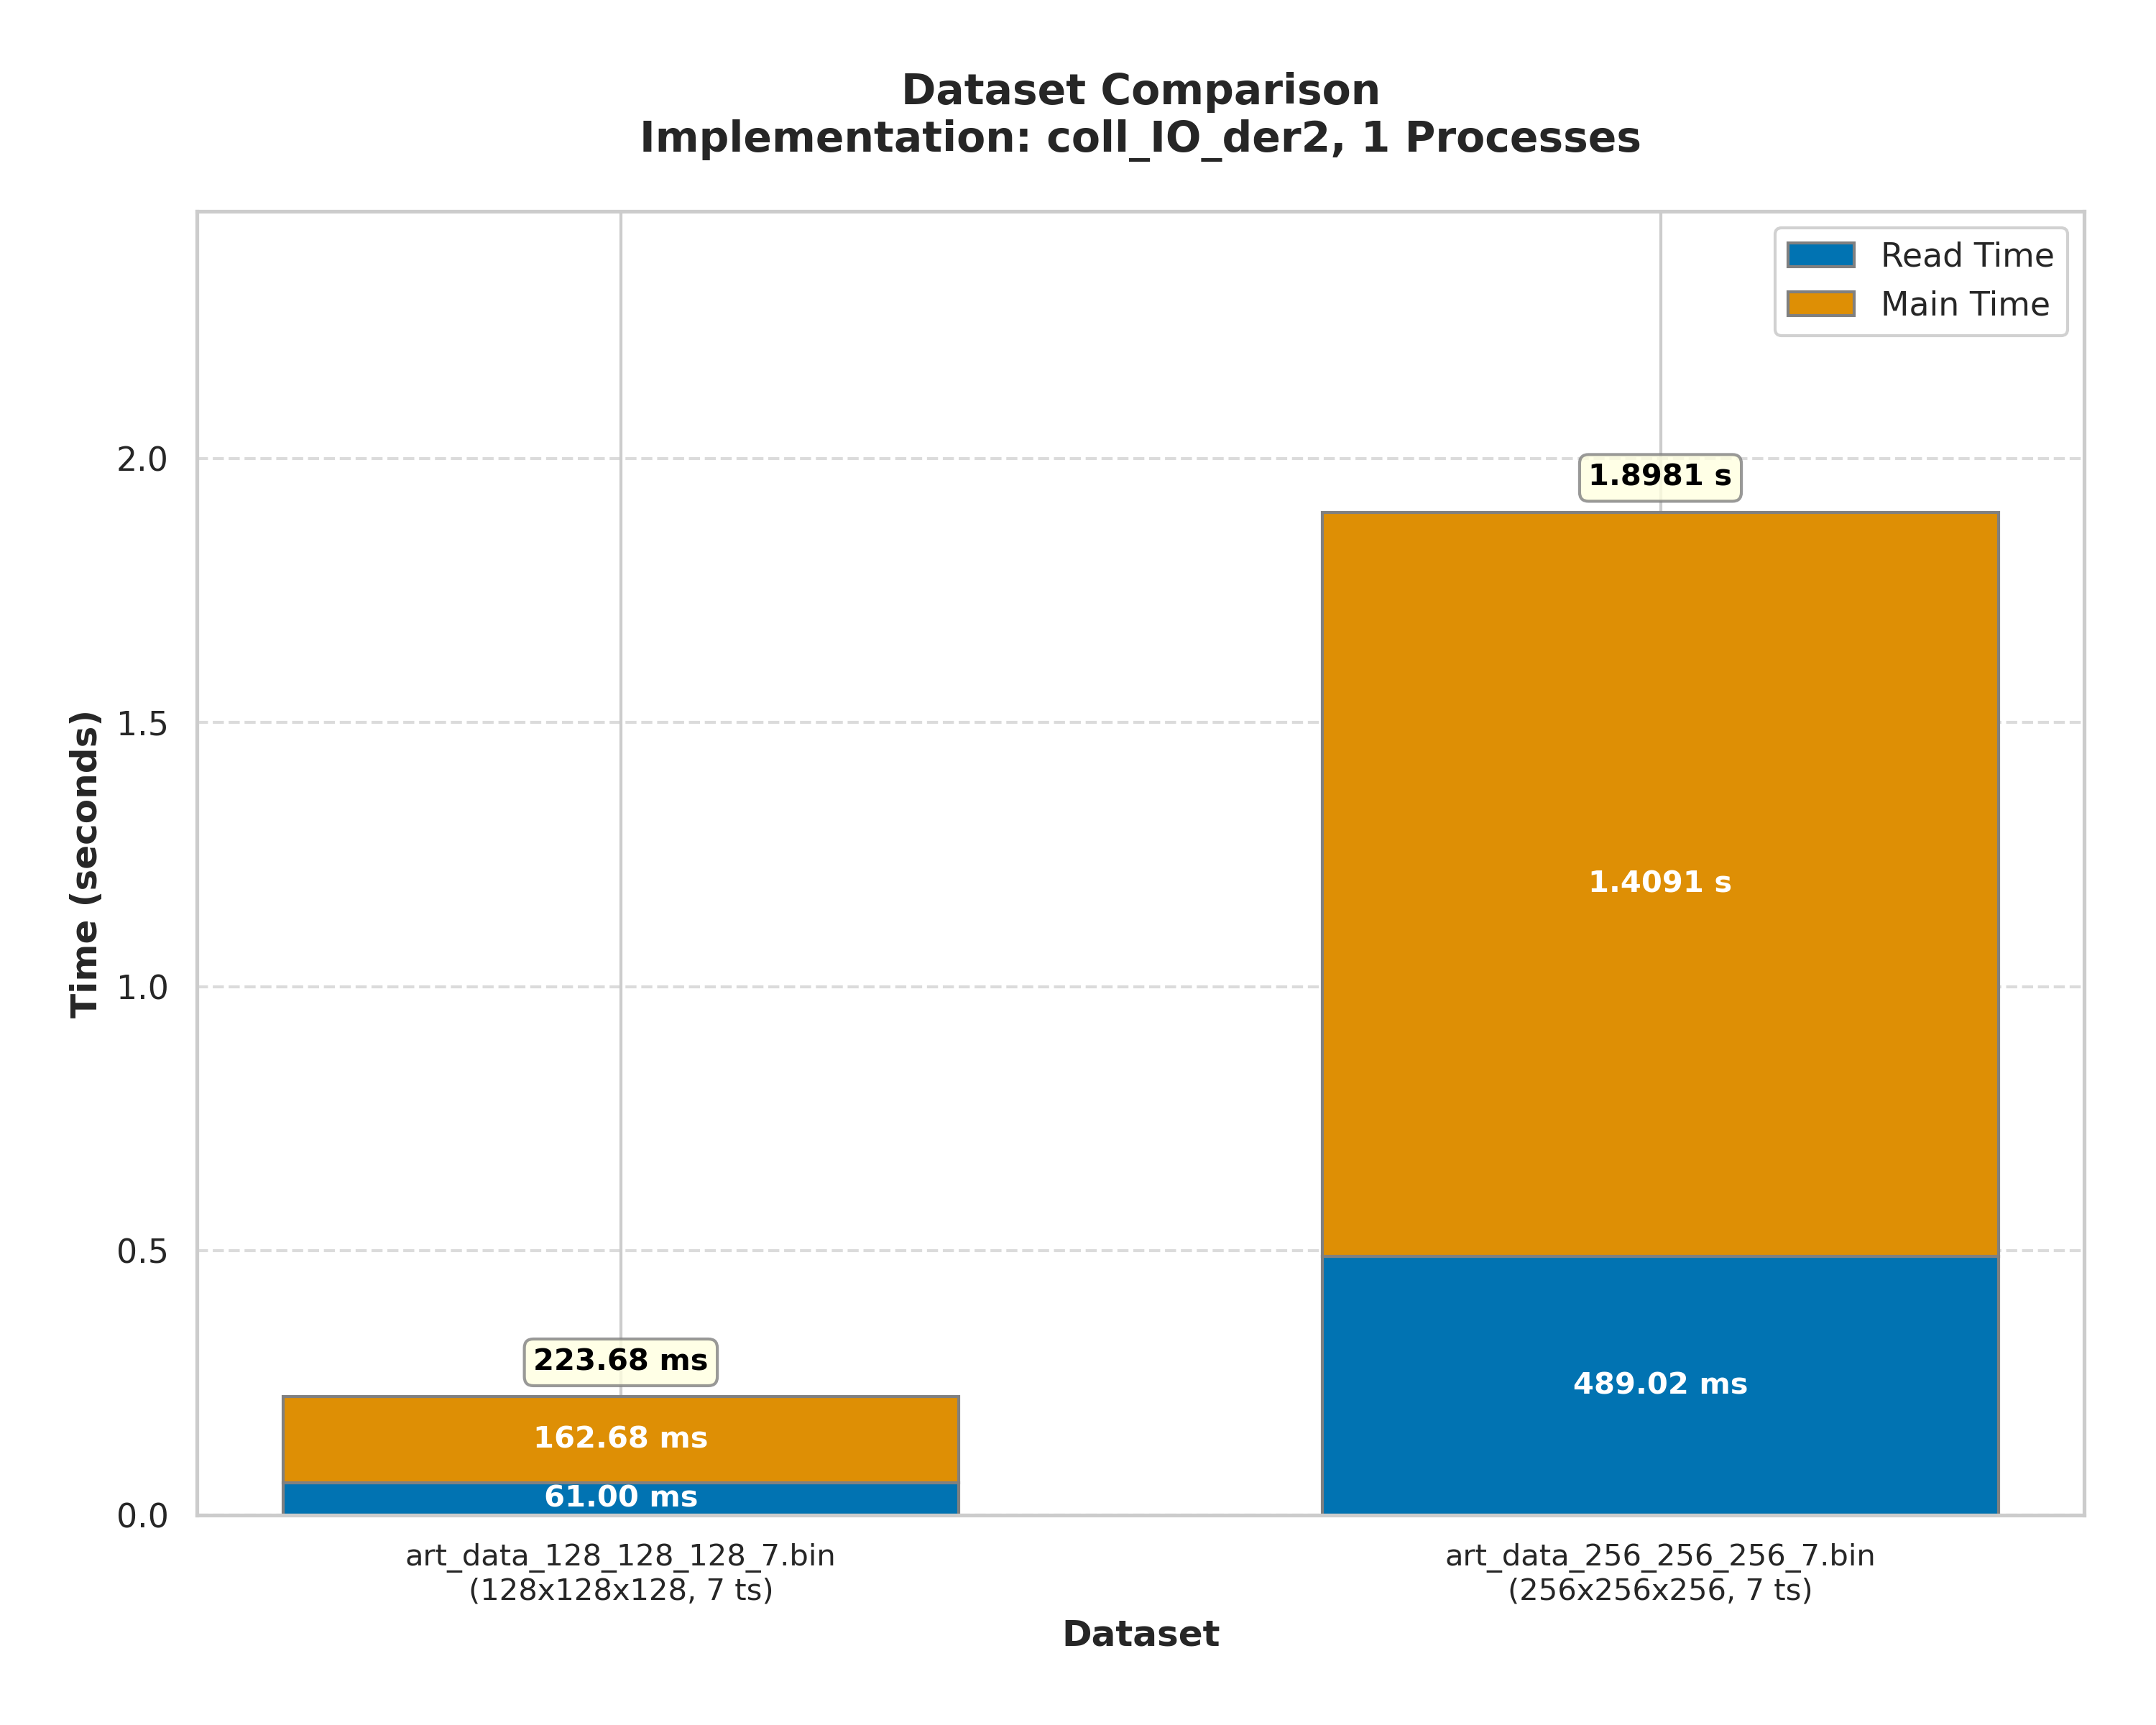 Dataset Comparison
Implementation: coll_IO_der2, 1 Processes
Read Time
Main Time
Time (seconds)
2.0
1.5
1.0
0.5
0.0
1.8981 s
1.4091 s
489.02 ms
223.68 ms
162.68 ms
61.00 ms
art_data_128_128_128_7.bin
(128x128x128, 7 ts)
art_data_256_256_256_7.bin
(256x256x256, 7 ts)
Dataset